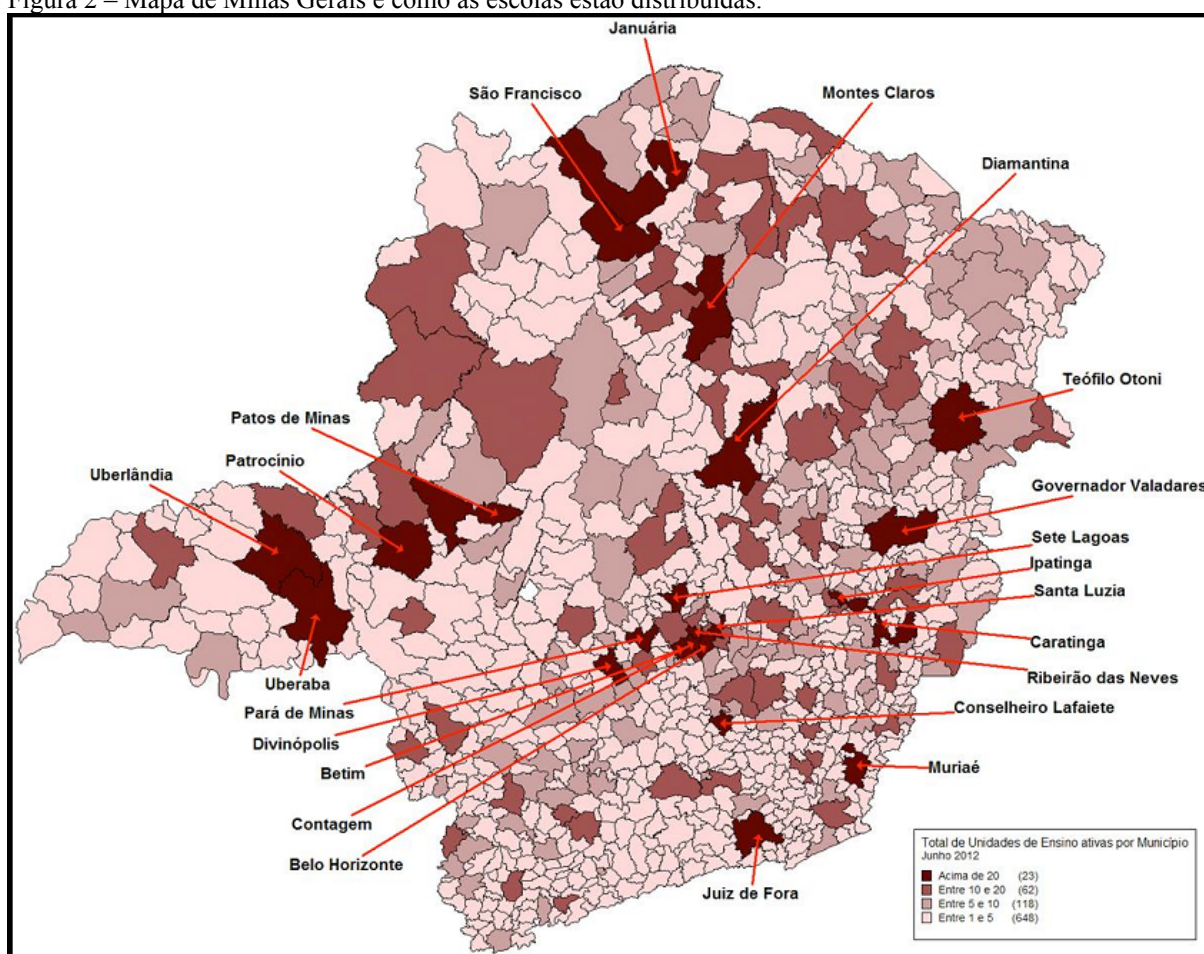 Figura 2 – Mapa de Minas Gerais e como as escolas estão distribuídas.
Januária
São Francisco
Montes Claros
Diamantina
Teófilo Otoni
Patos de Minas
Patrocínio
Uberlândia
Governador Valadares
Sete Lagoas
Ipatinga
Santa Luzia
Caratinga
Ribeirão das Neves
Uberaba
Pará de Minas
Conselheiro Lafaiete
Divinópolis
Betim
Muriaé
Contagem
Belo Horizonte
Juiz de Fora
Total de Unidades de Ensino ativas por Município
Junho 2012
Acima de 20 (23)
Entre 10 e 20 (62)
Entre 5 e 10 (118)
Entre 1 e 5 (648)